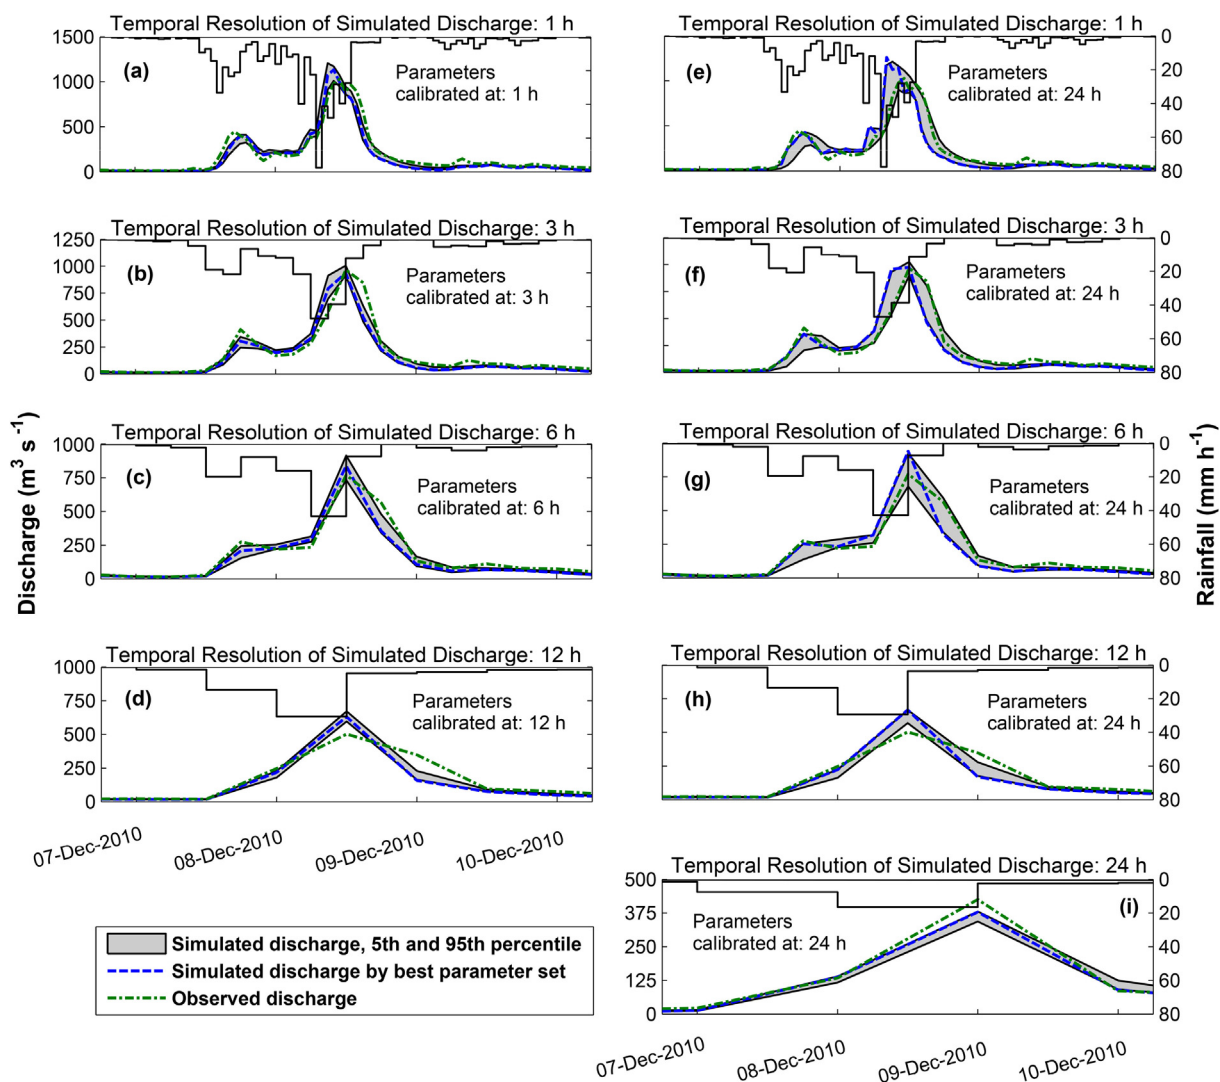 Temporal Resolution of Simulated Discharge: 1 h
1500
1000
500
0
(a)
Parameters
calibrated at: 1 h
Temporal Resolution of Simulated Discharge: 1 h
(e)
Parameters
calibrated at: 24 h
0
20
40
60
80
Temporal Resolution of Simulated Discharge: 3 h
1250
1000
750
500
250
0
(b)
Parameters
calibrated at: 3 h
Temporal Resolution of Simulated Discharge: 3 h
(f)
Parameters
calibrated at: 24 h
0
20
40
60
80
Discharge (m³ s⁻¹)
Temporal Resolution of Simulated Discharge: 6 h
1000
750
500
250
0
(c)
Parameters
calibrated at: 6 h
Temporal Resolution of Simulated Discharge: 6 h
(g)
Parameters
calibrated at: 24 h
0
20
40
60
80
Rainfall (mm h⁻¹)
Temporal Resolution of Simulated Discharge: 12 h
1000
750
500
250
0
(d)
Parameters
calibrated at: 12 h
07-Dec-2010
08-Dec-2010
09-Dec-2010
10-Dec-2010
Temporal Resolution of Simulated Discharge: 12 h
(h)
Parameters
calibrated at: 24 h
0
20
40
60
80
Temporal Resolution of Simulated Discharge: 24 h
500
375
250
125
0
Parameters
calibrated at: 24 h
(i)
0
20
40
60
80
07-Dec-2010
08-Dec-2010
09-Dec-2010
10-Dec-2010
Simulated discharge, 5th and 95th percentile
Simulated discharge by best parameter set
Observed discharge